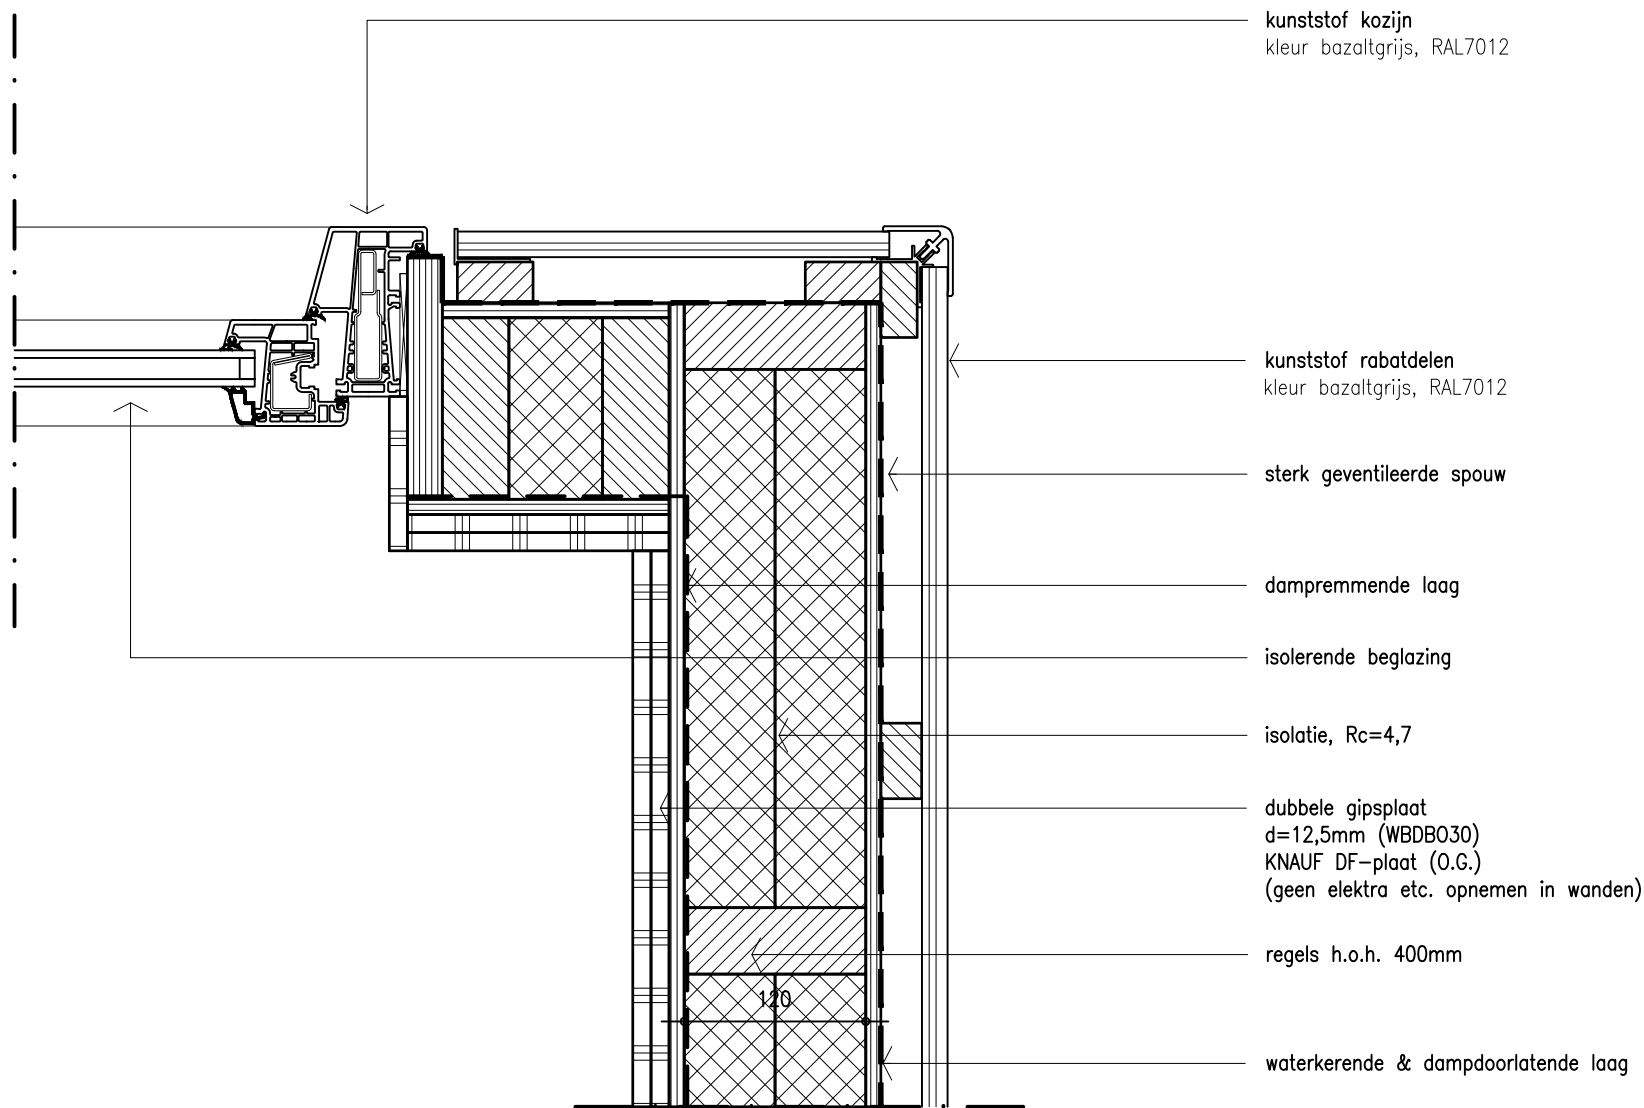 kunststof kozijn
kleur bazaltgrijs, RAL7012
kunststof rabatdelen
kleur bazaltgrijs, RAL7012
sterk geventileerde spouw
dampremmende laag
isolerende beglazing
isolatie, Rc=4,7
dubbele gipsplaat
d=12,5mm (WBDBO30)
KNAUF DF-plaat (O.G.)
(geen elektra etc. opnemen in wanden)
regels h.o.h. 400mm
120
waterkerende & dampdoorlatende laag